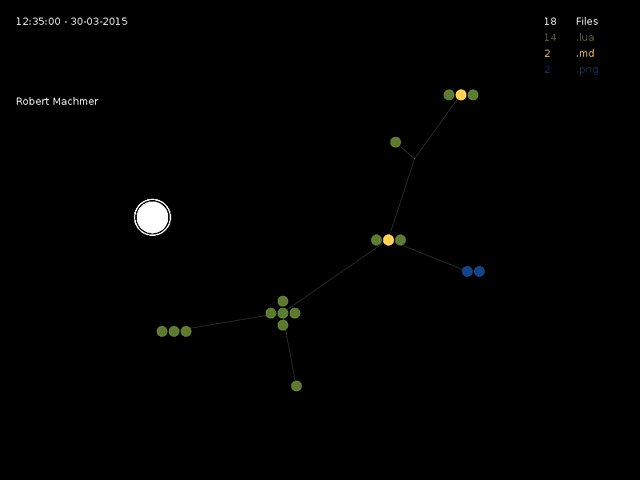 12:35:00 - 30-03-2015
18 Files
14 .lua
2 .md
2 .png
Robert Machmer